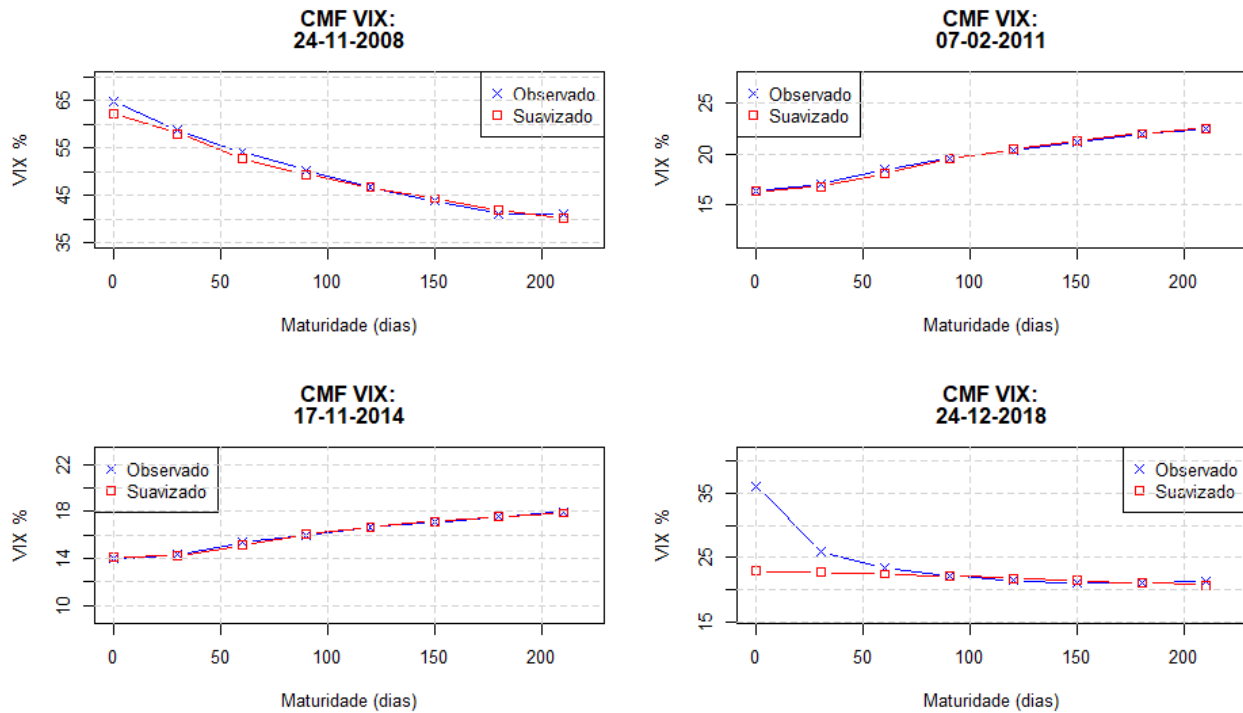 CMF VIX:
24-11-2008
VIX %
65
55
45
35
Observado
Suavizado
0 50 100 150 200
Maturidade (dias)
CMF VIX:
07-02-2011
VIX %
25
20
15
Observado
Suavizado
0 50 100 150 200
Maturidade (dias)
CMF VIX:
17-11-2014
VIX %
22
18
14
10
Observado
Suavizado
0 50 100 150 200
Maturidade (dias)
CMF VIX:
24-12-2018
VIX %
35
25
15
Observado
Suavizado
0 50 100 150 200
Maturidade (dias)